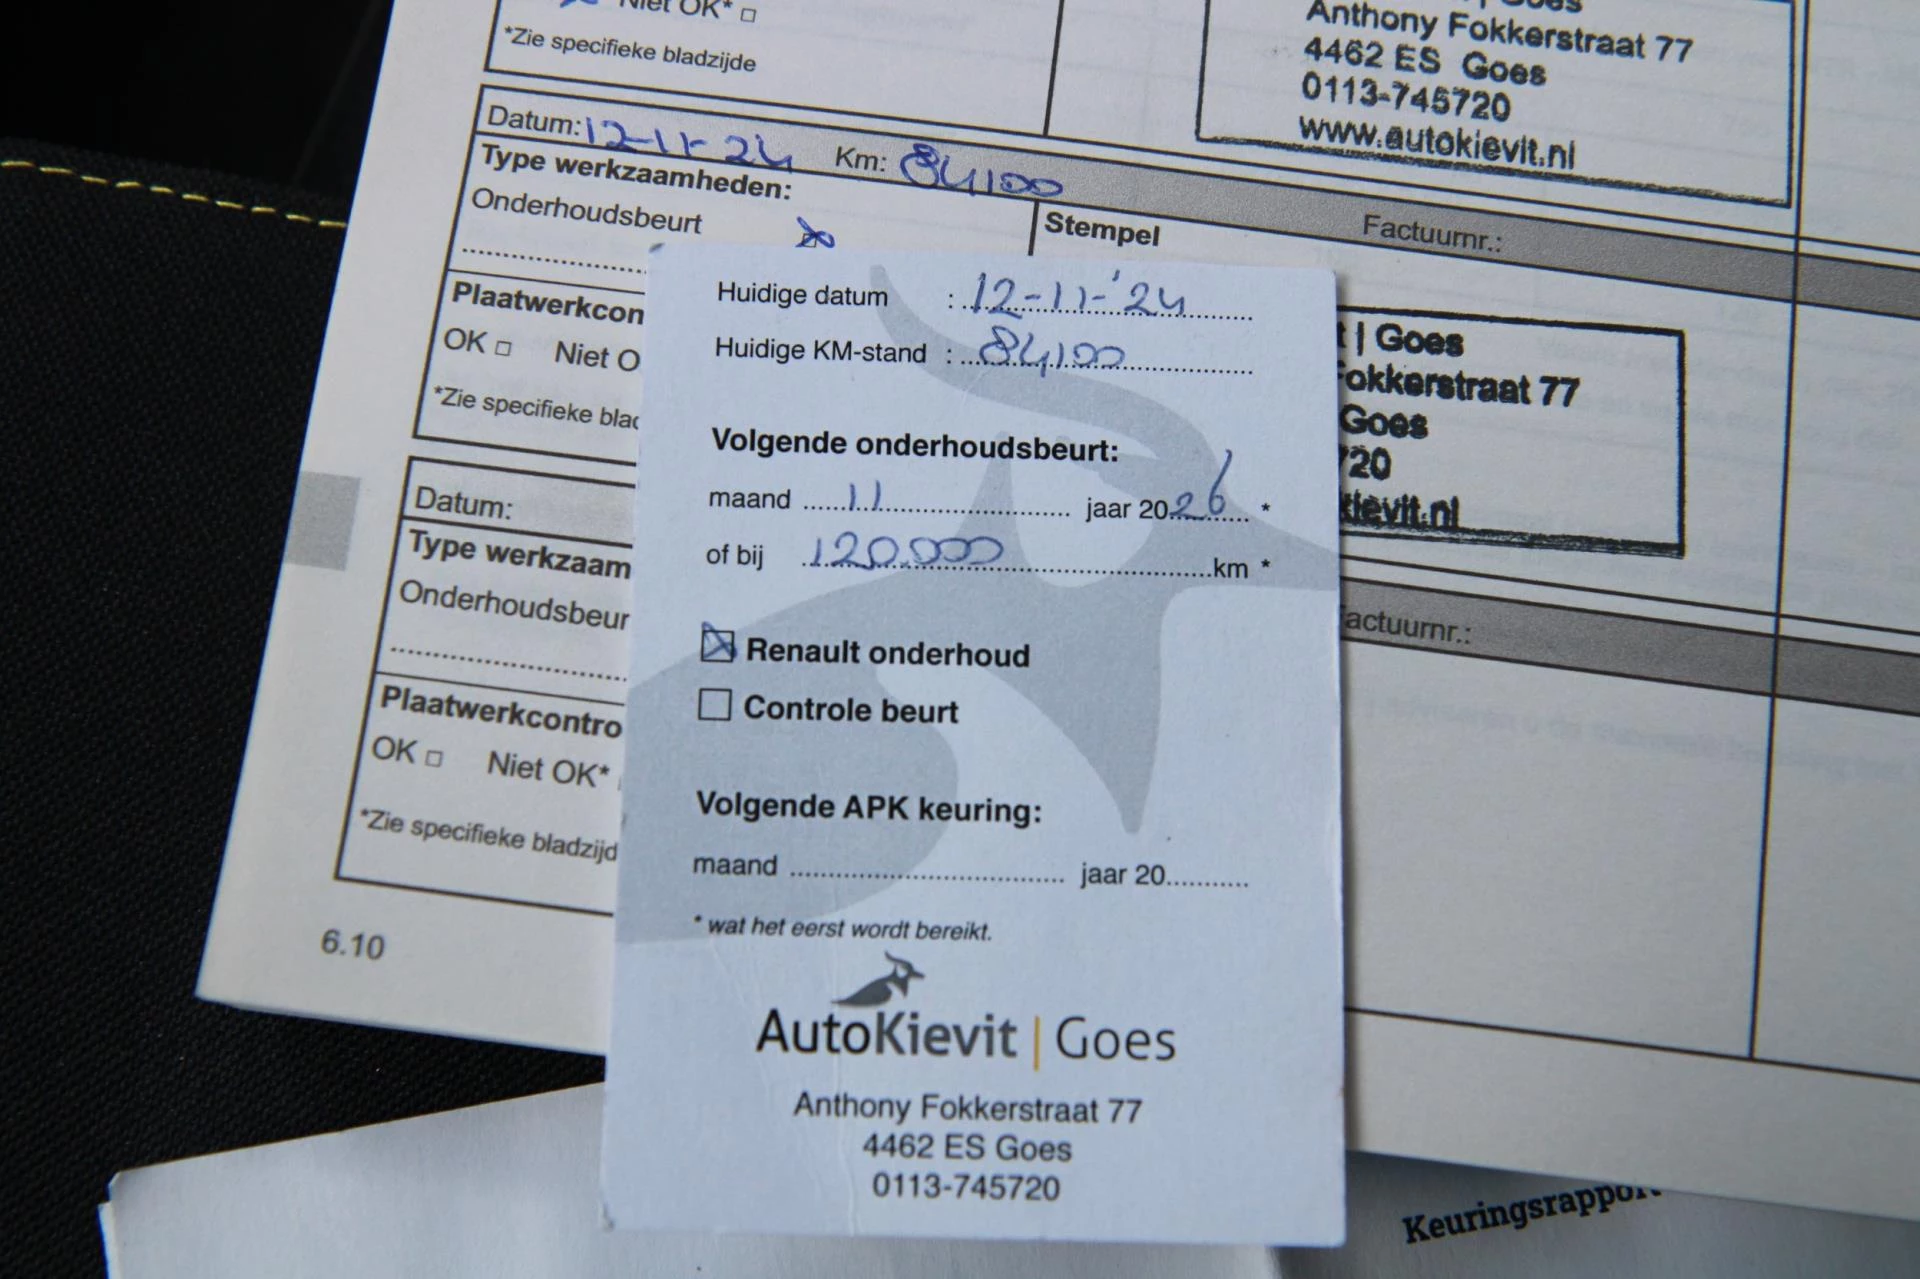 Niet OK*
*Zie specifieke bladzijde
Goes
Anthony Fokkerstraat 77
4462 ES Goes
0113-745720
www.autokievit.nl
Datum: 12-11-24 Km: 84100
Type werkzaamheden:
Onderhoudsbeurt
Stempel
Factuurnr.:
Plaatwerkcon
OK Niet O
*Zie specifieke blad
t | Goes
Fokkerstraat 77
Goes
720
kievit.nl
Datum:
Factuurnr.:
Type werkzaam
Onderhoudsbeur
Plaatwerkcontro
OK Niet OK*
*Zie specifieke bladzijd
6.10
Huidige datum : 12-11-'24
Huidige KM-stand : 84100
Volgende onderhoudsbeurt:
maand 11 jaar 2026 *
of bij 120.000 km *
Renault onderhoud
Controle beurt
Volgende APK keuring:
maand jaar 20
* wat het eerst wordt bereikt.
AutoKievit | Goes
Anthony Fokkerstraat 77
4462 ES Goes
0113-745720
Keuringsrapport